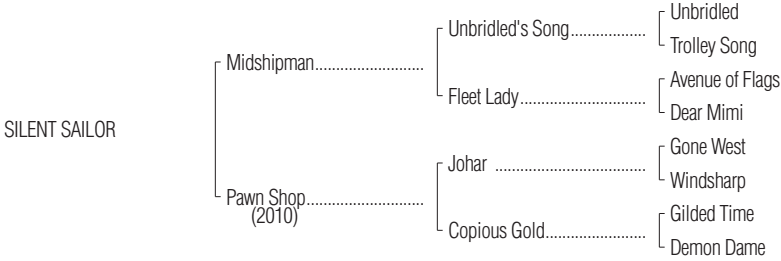 Unbridled
Unbridled's Song..................
Trolley Song
Midshipman..........................
Avenue of Flags
Fleet Lady..............................
Dear Mimi
SILENT SAILOR
Gone West
Johar ....................................
Windsharp
Pawn Shop............................
(2010)
Gilded Time
Copious Gold........................
Demon Dame